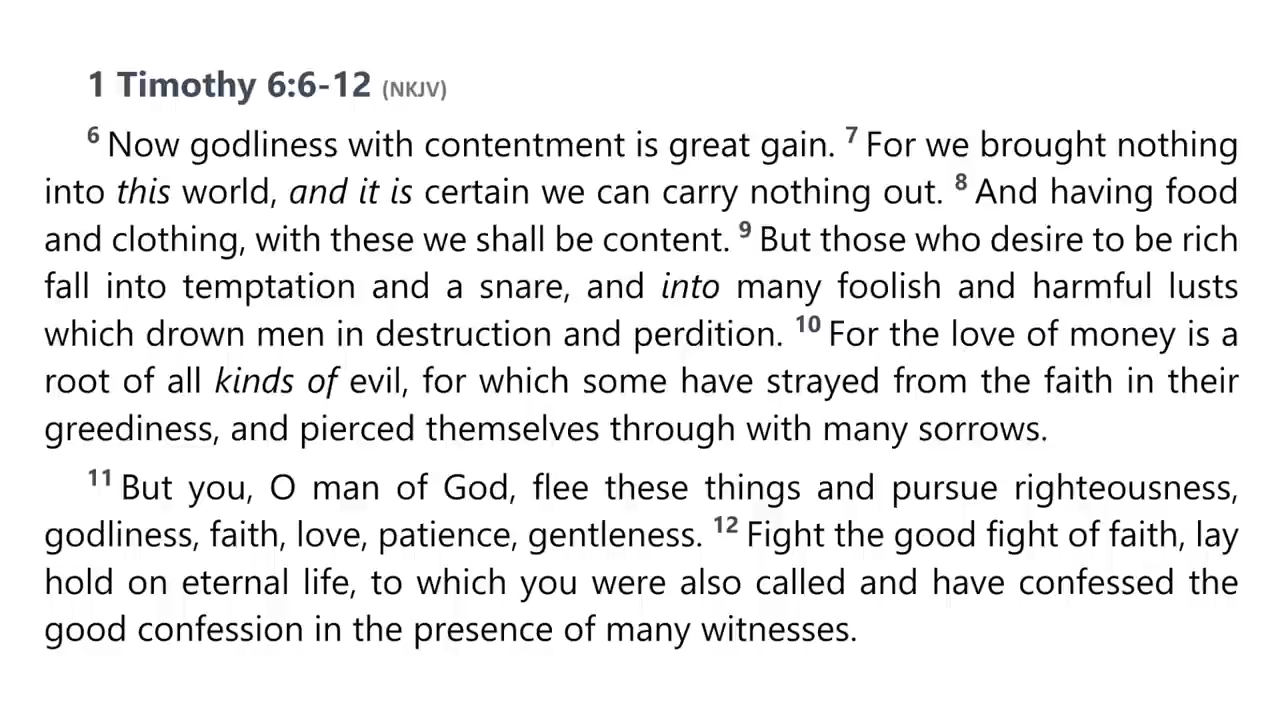 1 Timothy 6:6-12 (NKJV)
6 Now godliness with contentment is great gain. 7 For we brought nothing
into this world, and it is certain we can carry nothing out. 8 And having food
and clothing, with these we shall be content. 9 But those who desire to be rich
fall into temptation and a snare, and into many foolish and harmful lusts
which drown men in destruction and perdition. 10 For the love of money is a
root of all kinds of evil, for which some have strayed from the faith in their
greediness, and pierced themselves through with many sorrows.
11 But you, O man of God, flee these things and pursue righteousness,
godliness, faith, love, patience, gentleness. 12 Fight the good fight of faith, lay
hold on eternal life, to which you were also called and have confessed the
good confession in the presence of many witnesses.